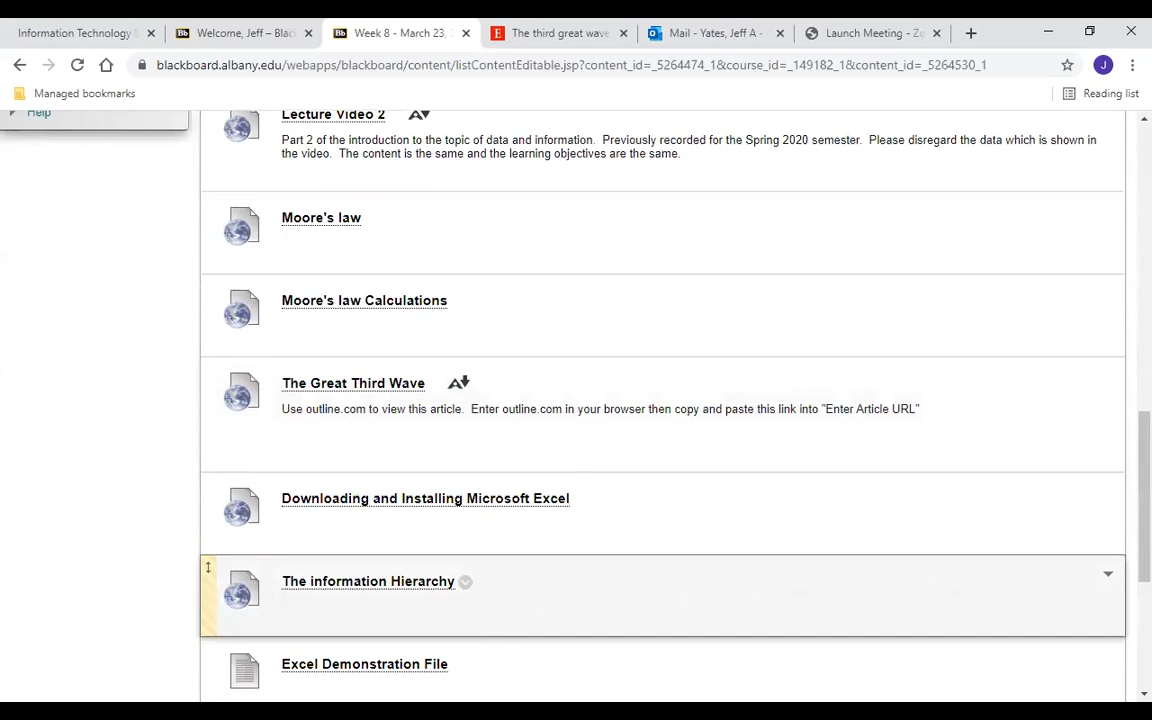 Information Technology
Welcome, Jeff – Blac
Week 8 - March 23,
The third great wave
Mail - Yates, Jeff A -
Launch Meeting - Zo
blackboard.albany.edu/webapps/blackboard/content/listContentEditable.jsp?content_id=_5264474_1&course_id=_149182_1&content_id=_5264530_1
J
Managed bookmarks
Reading list
Help
Lecture Video 2
Part 2 of the introduction to the topic of data and information. Previously recorded for the Spring 2020 semester. Please disregard the data which is shown in
the video. The content is the same and the learning objectives are the same.
Moore's law
Moore's law Calculations
The Great Third Wave
Use outline.com to view this article. Enter outline.com in your browser then copy and paste this link into "Enter Article URL"
Downloading and Installing Microsoft Excel
The information Hierarchy
Excel Demonstration File